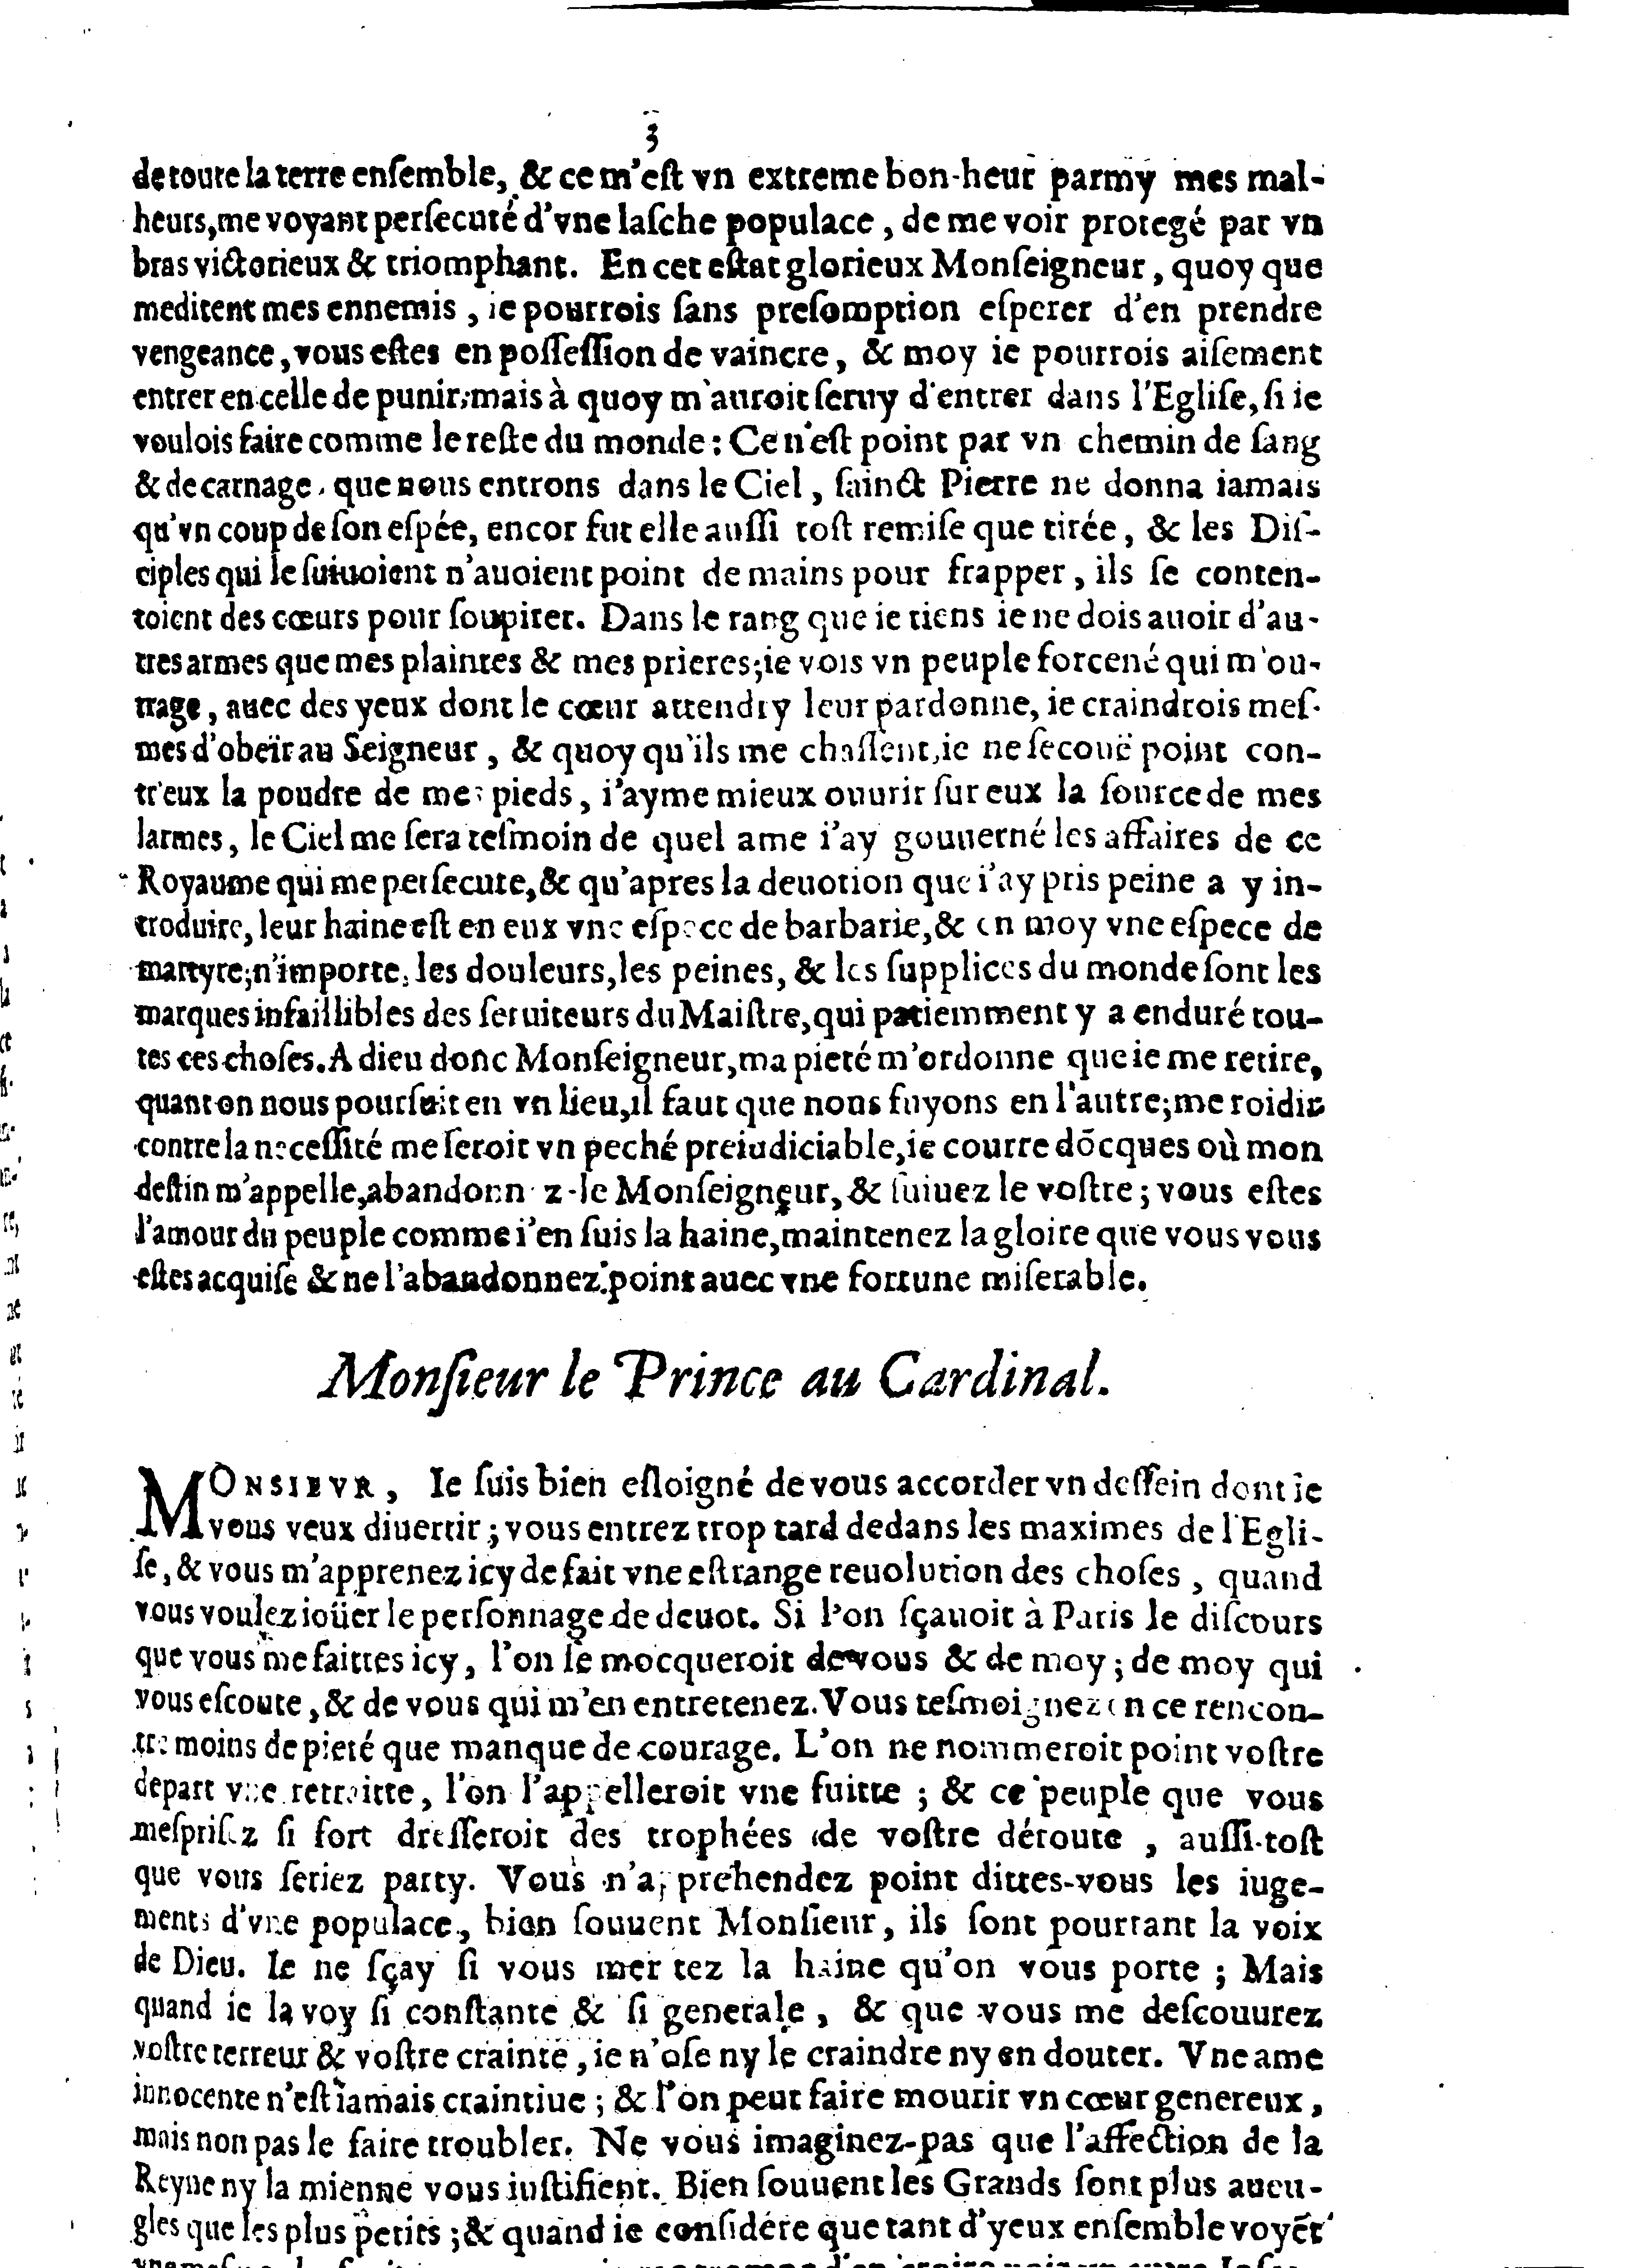 3
de toute la terre enſemble, & ce m'eſt vn extreme bon-heur parmy mes mal-
heurs, me voyant perſecuté d'vne laſche populace, de me voir protegé par vn
bras victorieux & triomphant. En cet eſtat glorieux Monſeigneur, quoy que
meditent mes ennemis, ie pourrois ſans preſomption eſperer d'en prendre
vengeance, vous eſtes en poſſeſſion de vaincre, & moy ie pourrois aiſement
entrer en celle de punir; mais à quoy m'auroit ſeruy d'entrer dans l'Egliſe, ſi ie
voulois faire comme le reſte du monde: Ce n'eſt point par vn chemin de ſang
& de carnage, que nous entrons dans le Ciel, ſainct Pierre ne donna iamais
qu'vn coup de ſon eſpée, encor fut elle auſſi toſt remiſe que tirée, & les Diſ-
ciples qui le ſuiuoient n'auoient point de mains pour frapper, ils ſe conten-
toient des cœurs pour ſoupirer. Dans le rang que ie tiens ie ne dois auoir d'au-
tres armes que mes plaintes & mes prieres; ie vois vn peuple forcené qui m'ou-
trage, auec des yeux dont le cœur attendry leur pardonne, ie craindrois meſ-
mes d'obeïr au Seigneur, & quoy qu'ils me chaſſent, ie ne ſecouë point con-
tr'eux la poudre de mes pieds, i'ayme mieux ouurir ſur eux la ſource de mes
larmes, le Ciel me ſera teſmoin de quel ame i'ay gouuerné les affaires de ce
Royaume qui me perſecute, & qu'apres la deuotion que i'ay pris peine a y in-
troduire, leur haine eſt en eux vne eſpece de barbarie, & en moy vne eſpece de
martyre; n'importe, les douleurs, les peines, & les ſupplices du monde ſont les
marques infaillibles des ſeruiteurs du Maiſtre, qui patiemment y a enduré tou-
tes ces choſes. A dieu donc Monſeigneur, ma pieté m'ordonne que ie me retire,
quant on nous pourſuit en vn lieu, il faut que nous fuyons en l'autre; me roidir
contre la neceſſité me ſeroit vn peché preiudiciable, ie courre dõcques où mon
deſtin m'appelle, abandonnez-le Monſeigneur, & ſuiuez le voſtre; vous eſtes
l'amour du peuple comme i'en ſuis la haine, maintenez la gloire que vous vous
eſtes acquiſe & ne l'abandonnez point auec vne fortune miſerable.
Monſieur le Prince au Cardinal.
MONSIEVR, Ie ſuis bien eſloigné de vous accorder vn deſſein dont ie
vous veux diuertir; vous entrez trop tard dedans les maximes de l'Egli-
ſe, & vous m'apprenez icy de fait vne eſtrange reuolution des choſes, quand
vous voulez ioüer le perſonnage de deuot. Si l'on ſçauoit à Paris le diſcours
que vous me faittes icy, l'on ſe mocqueroit de vous & de moy; de moy qui
vous eſcoute, & de vous qui m'en entretenez. Vous teſmoignez en ce rencon-
tre moins de pieté que manque de courage. L'on ne nommeroit point voſtre
depart vne retraitte, l'on l'appelleroit vne fuitte; & ce peuple que vous
meſpriſez ſi fort dreſſeroit des trophées de voſtre déroute, auſſi-toſt
que vous ſeriez party. Vous n'apprehendez point dittes-vous les iuge-
ments d'vne populace, bien ſouuent Monſieur, ils ſont pourtant la voix
de Dieu. Ie ne ſçay ſi vous meritez la haine qu'on vous porte; Mais
quand ie la voy ſi conſtante & ſi generale, & que vous me deſcouurez
voſtre terreur & voſtre crainte, ie n'oſe ny le craindre ny en douter. Vne ame
innocente n'eſt iamais craintiue; & l'on peut faire mourir vn cœur genereux,
mais non pas le faire troubler. Ne vous imaginez-pas que l'affection de la
Reyne ny la mienne vous iuſtifient. Bien ſouuent les Grands ſont plus aueu-
gles que les plus petits; & quand ie conſidére que tant d'yeux enſemble voyẽt